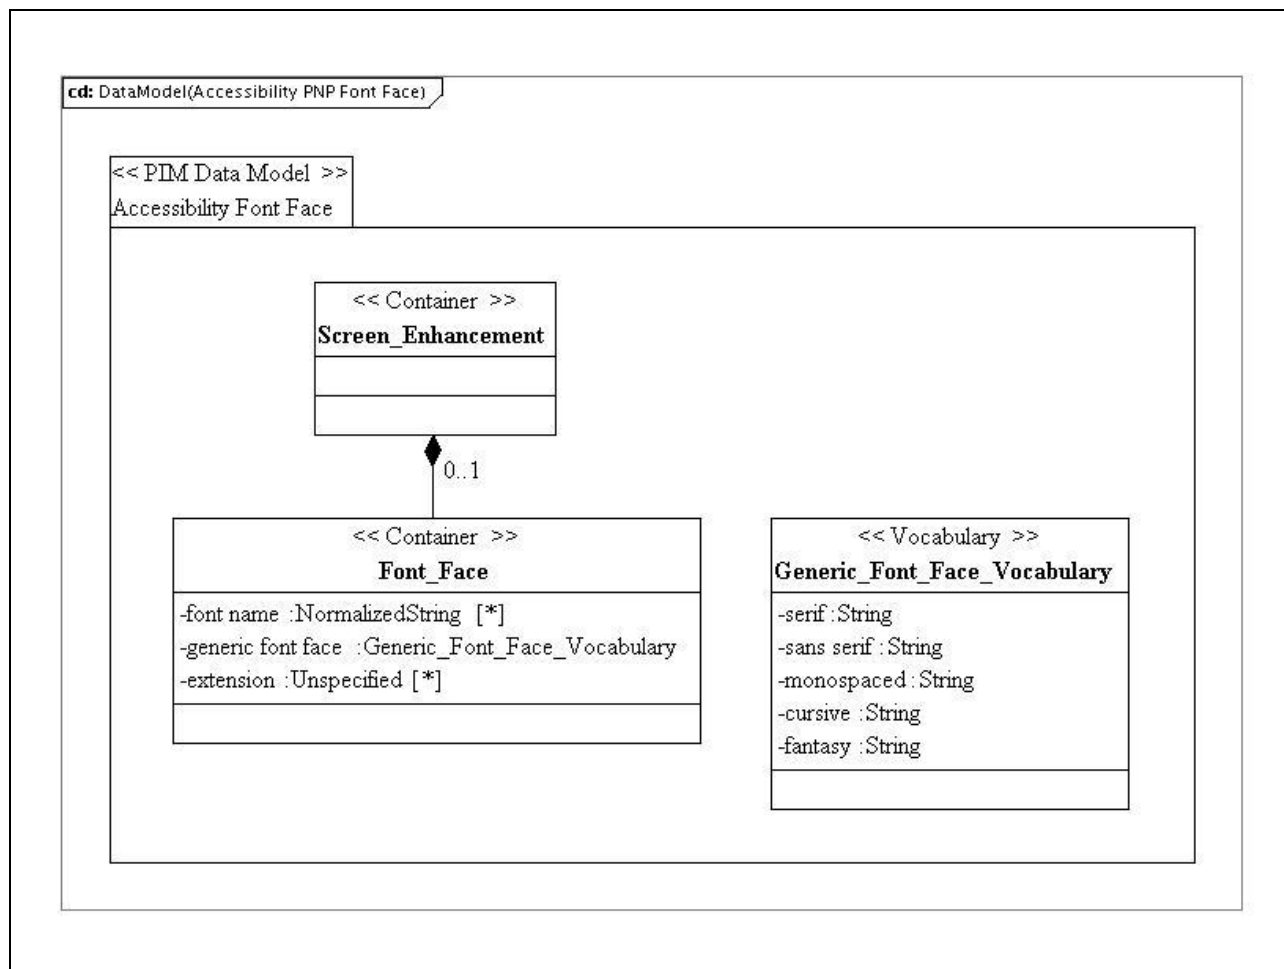 cd: DataModel(Accessibility PNP Font Face)
<< PIM Data Model >>
Accessibility Font Face
<< Container >>
Screen_Enhancement
0..1
<< Container >>
Font_Face
-font name :NormalizedString [*]
-generic font face :Generic_Font_Face_Vocabulary
-extension :Unspecified [*]
<< Vocabulary >>
Generic_Font_Face_Vocabulary
-serif :String
-sans serif :String
-monospaced :String
-cursive :String
-fantasy :String